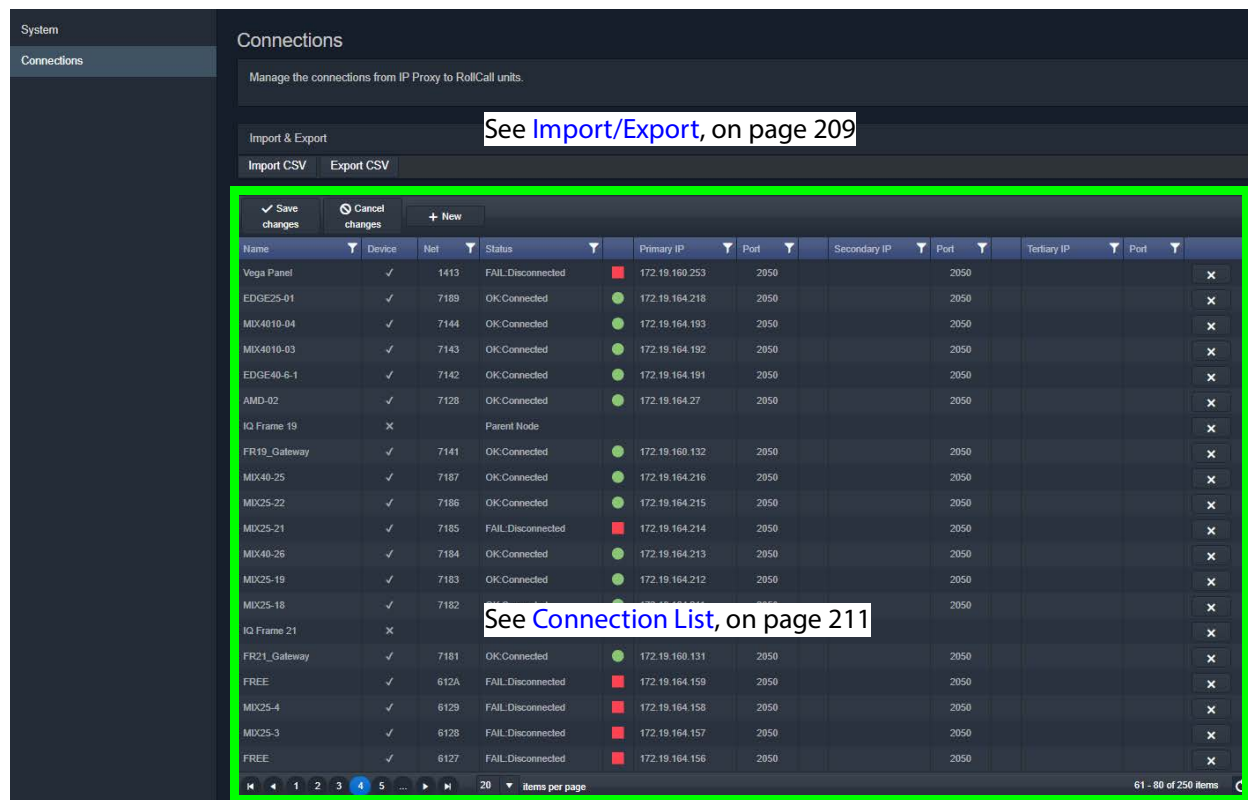 System
Connections
Connections
Manage the connections from IP Proxy to RollCall units.
See Import/Export, on page 209
Import & Export
Import CSV Export CSV
Save changes Cancel changes + New
Name Device Net Status Primary IP Port Secondary IP Port Tertiary IP Port
Vega Panel ✓ 1413 FAIL:Disconnected 172.19.160.253 2050 2050 ×
EDGE25-01 ✓ 7189 OK:Connected 172.19.164.218 2050 2050 ×
MIX4010-04 ✓ 7144 OK:Connected 172.19.164.193 2050 2050 ×
MIX4010-03 ✓ 7143 OK:Connected 172.19.164.192 2050 2050 ×
EDGE40-6-1 ✓ 7142 OK:Connected 172.19.164.191 2050 2050 ×
AMD-02 ✓ 7128 OK:Connected 172.19.164.27 2050 2050 ×
IQ Frame 19 × Parent Node ×
FR19_Gateway ✓ 7141 OK:Connected 172.19.160.132 2050 2050 ×
MIX40-25 ✓ 7187 OK:Connected 172.19.164.216 2050 2050 ×
MIX25-22 ✓ 7186 OK:Connected 172.19.164.215 2050 2050 ×
MIX25-21 ✓ 7185 FAIL:Disconnected 172.19.164.214 2050 2050 ×
MIX40-26 ✓ 7184 OK:Connected 172.19.164.213 2050 2050 ×
MIX25-19 ✓ 7183 OK:Connected 172.19.164.212 2050 2050 ×
MIX25-18 ✓ 7182 2050 ×
See Connection List, on page 211
IQ Frame 21 × ×
FR21_Gateway ✓ 7181 OK:Connected 172.19.160.131 2050 2050 ×
FREE ✓ 612A FAIL:Disconnected 172.19.164.159 2050 2050 ×
MIX25-4 ✓ 6129 FAIL:Disconnected 172.19.164.158 2050 2050 ×
MIX25-3 ✓ 6128 FAIL:Disconnected 172.19.164.157 2050 2050 ×
FREE ✓ 6127 FAIL:Disconnected 172.19.164.156 2050 2050 ×
1 2 3 4 5 ... 20 items per page 61 - 80 of 250 items